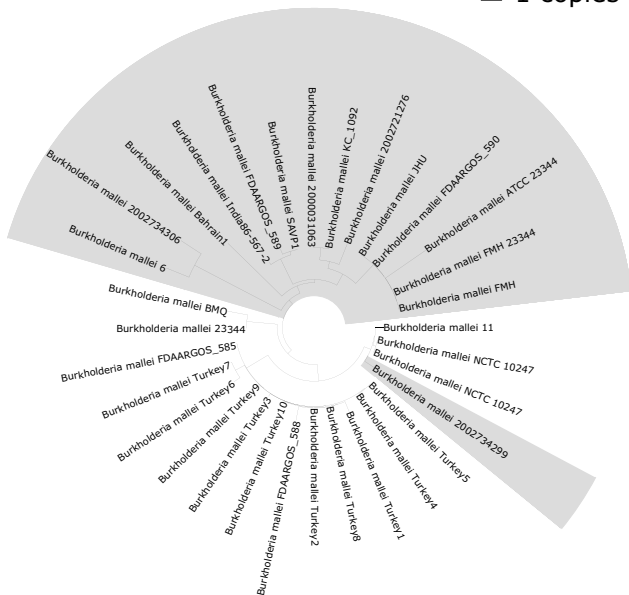 1 copies
Burkholderia mallei 6
Burkholderia mallei 2002734306
Burkholderia mallei Bahrain1
Burkholderia mallei India86-567-2
Burkholderia mallei FDAARGOS_589
Burkholderia mallei SAVP1
Burkholderia mallei 2000031063
Burkholderia mallei KC_1092
Burkholderia mallei 2002721276
Burkholderia mallei JHU
Burkholderia mallei FDAARGOS_590
Burkholderia mallei ATCC 23344
Burkholderia mallei FMH 23344
Burkholderia mallei FMH
Burkholderia mallei 11
Burkholderia mallei NCTC 10247
Burkholderia mallei NCTC 10247
Burkholderia mallei 2002734299
Burkholderia mallei Turkey5
Burkholderia mallei Turkey4
Burkholderia mallei Turkey1
Burkholderia mallei Turkey8
Burkholderia mallei Turkey2
Burkholderia mallei FDAARGOS_588
Burkholderia mallei Turkey10
Burkholderia mallei Turkey3
Burkholderia mallei Turkey9
Burkholderia mallei Turkey6
Burkholderia mallei Turkey7
Burkholderia mallei FDAARGOS_585
Burkholderia mallei 23344
Burkholderia mallei BMQ